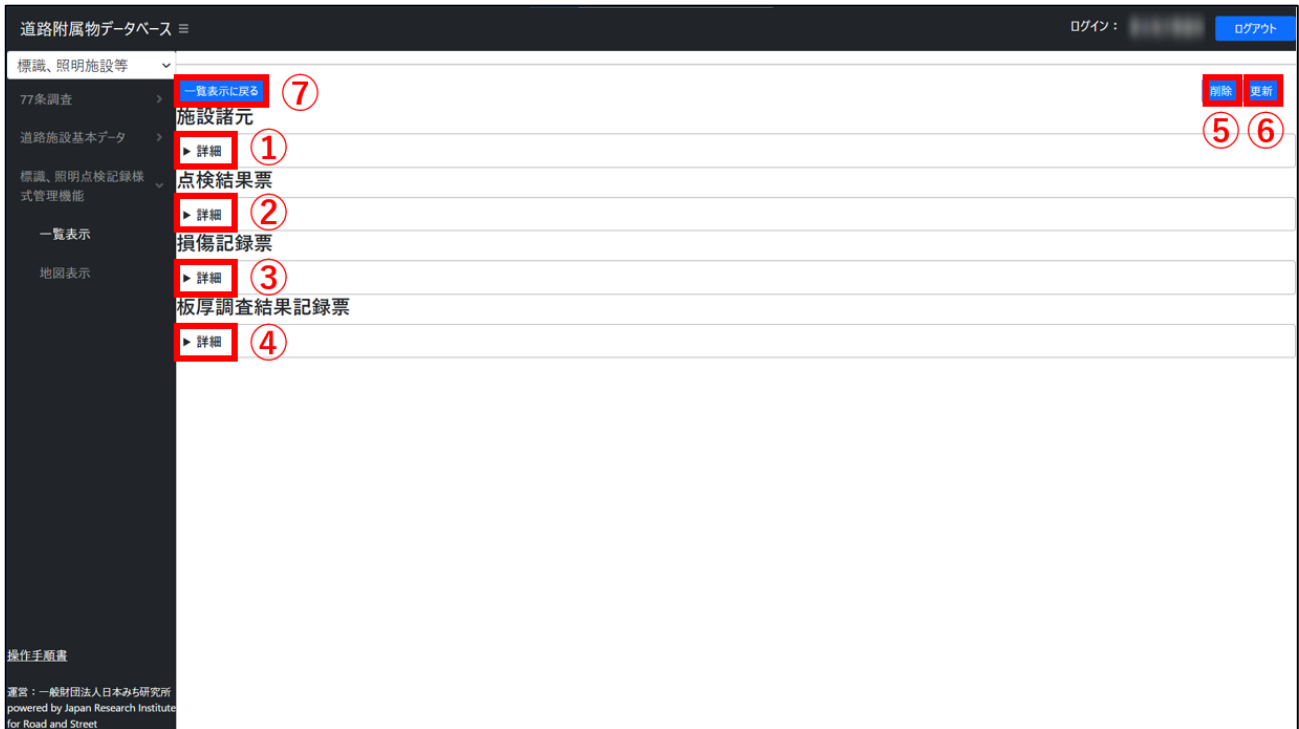 道路附属物データベース ≡
ログイン：
ログアウト
標識、照明施設等
77条調査
道路施設基本データ
標識、照明点検記録様
式管理機能
一覧表示
地図表示
一覧表示に戻る ⑦
削除 更新
⑤ ⑥
施設諸元
▶ 詳細 ①
点検結果票
▶ 詳細 ②
損傷記録票
▶ 詳細 ③
板厚調査結果記録票
▶ 詳細 ④
操作手順書
運営：一般財団法人日本みち研究所
powered by Japan Research Institute
for Road and Street